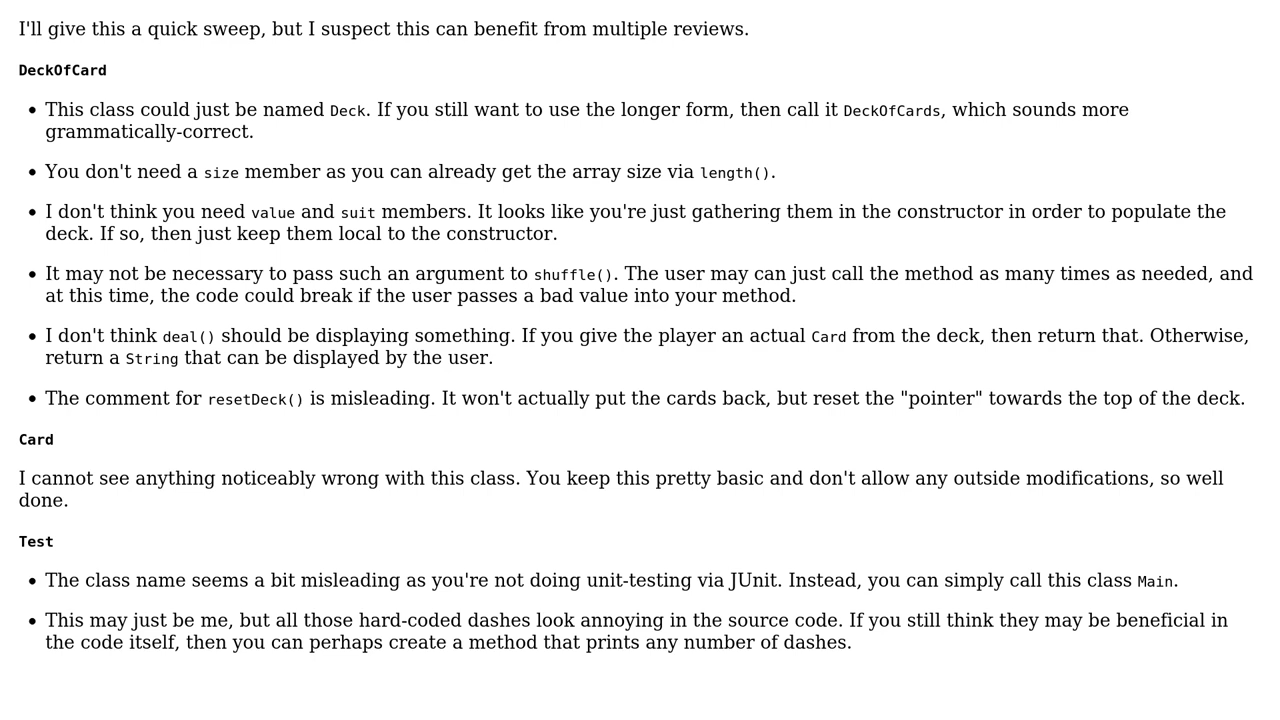 I'll give this a quick sweep, but I suspect this can benefit from multiple reviews.
DeckOfCard
• This class could just be named Deck. If you still want to use the longer form, then call it DeckOfCards, which sounds more
grammatically-correct.
• You don't need a size member as you can already get the array size via length().
• I don't think you need value and suit members. It looks like you're just gathering them in the constructor in order to populate the
deck. If so, then just keep them local to the constructor.
• It may not be necessary to pass such an argument to shuffle(). The user may can just call the method as many times as needed, and
at this time, the code could break if the user passes a bad value into your method.
• I don't think deal() should be displaying something. If you give the player an actual Card from the deck, then return that. Otherwise,
return a String that can be displayed by the user.
• The comment for resetDeck() is misleading. It won't actually put the cards back, but reset the "pointer" towards the top of the deck.
Card
I cannot see anything noticeably wrong with this class. You keep this pretty basic and don't allow any outside modifications, so well
done.
Test
• The class name seems a bit misleading as you're not doing unit-testing via JUnit. Instead, you can simply call this class Main.
• This may just be me, but all those hard-coded dashes look annoying in the source code. If you still think they may be beneficial in
the code itself, then you can perhaps create a method that prints any number of dashes.